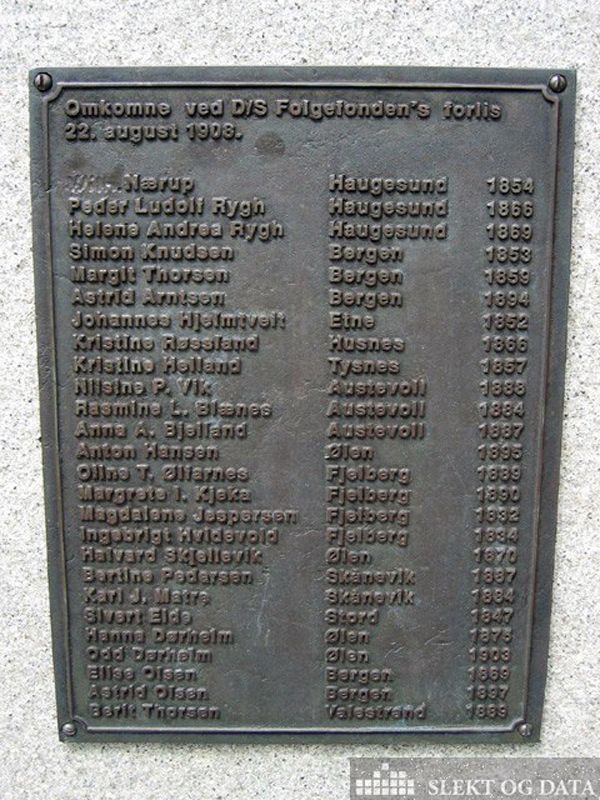 Omkomne ved D/S Folgefonden's forlis
22. august 1908.
Nærup Haugesund 1854
Peder Ludolf Rygh Haugesund 1866
Helene Andrea Rygh Haugesund 1869
Simon Knudsen Bergen 1853
Margit Thorsen Bergen 1859
Astrid Arntsen Bergen 1894
Johannes Hjelmtveit Etne 1852
Kristine Røssland Husnes 1866
Kristine Helland Tysnes 1857
Nilsine P. Vik Austevoll 1888
Rasmine L. Blænes Austevoll 1884
Anna A. Bjelland Austevoll 1887
Anton Hansen Ølen 1895
Oline T. Ølfarnes Fjelberg 1889
Margrete I. Kjeka Fjelberg 1890
Magdalene Jespersen Fjelberg 1832
Ingebrigt Hvidevold Fjelberg 1834
Halvard Skjellevik Ølen 1870
Bertine Pedersen Skånevik 1887
Karl J. Matre Skånevik 1884
Sivert Eide Stord 1847
Hanna Dørheim Ølen 1875
Odd Dørheim Ølen 1903
Elise Olsen Bergen 1869
Astrid Olsen Bergen 1897
Berit Thorsen Valestrand 1889
SLEKT OG DATA